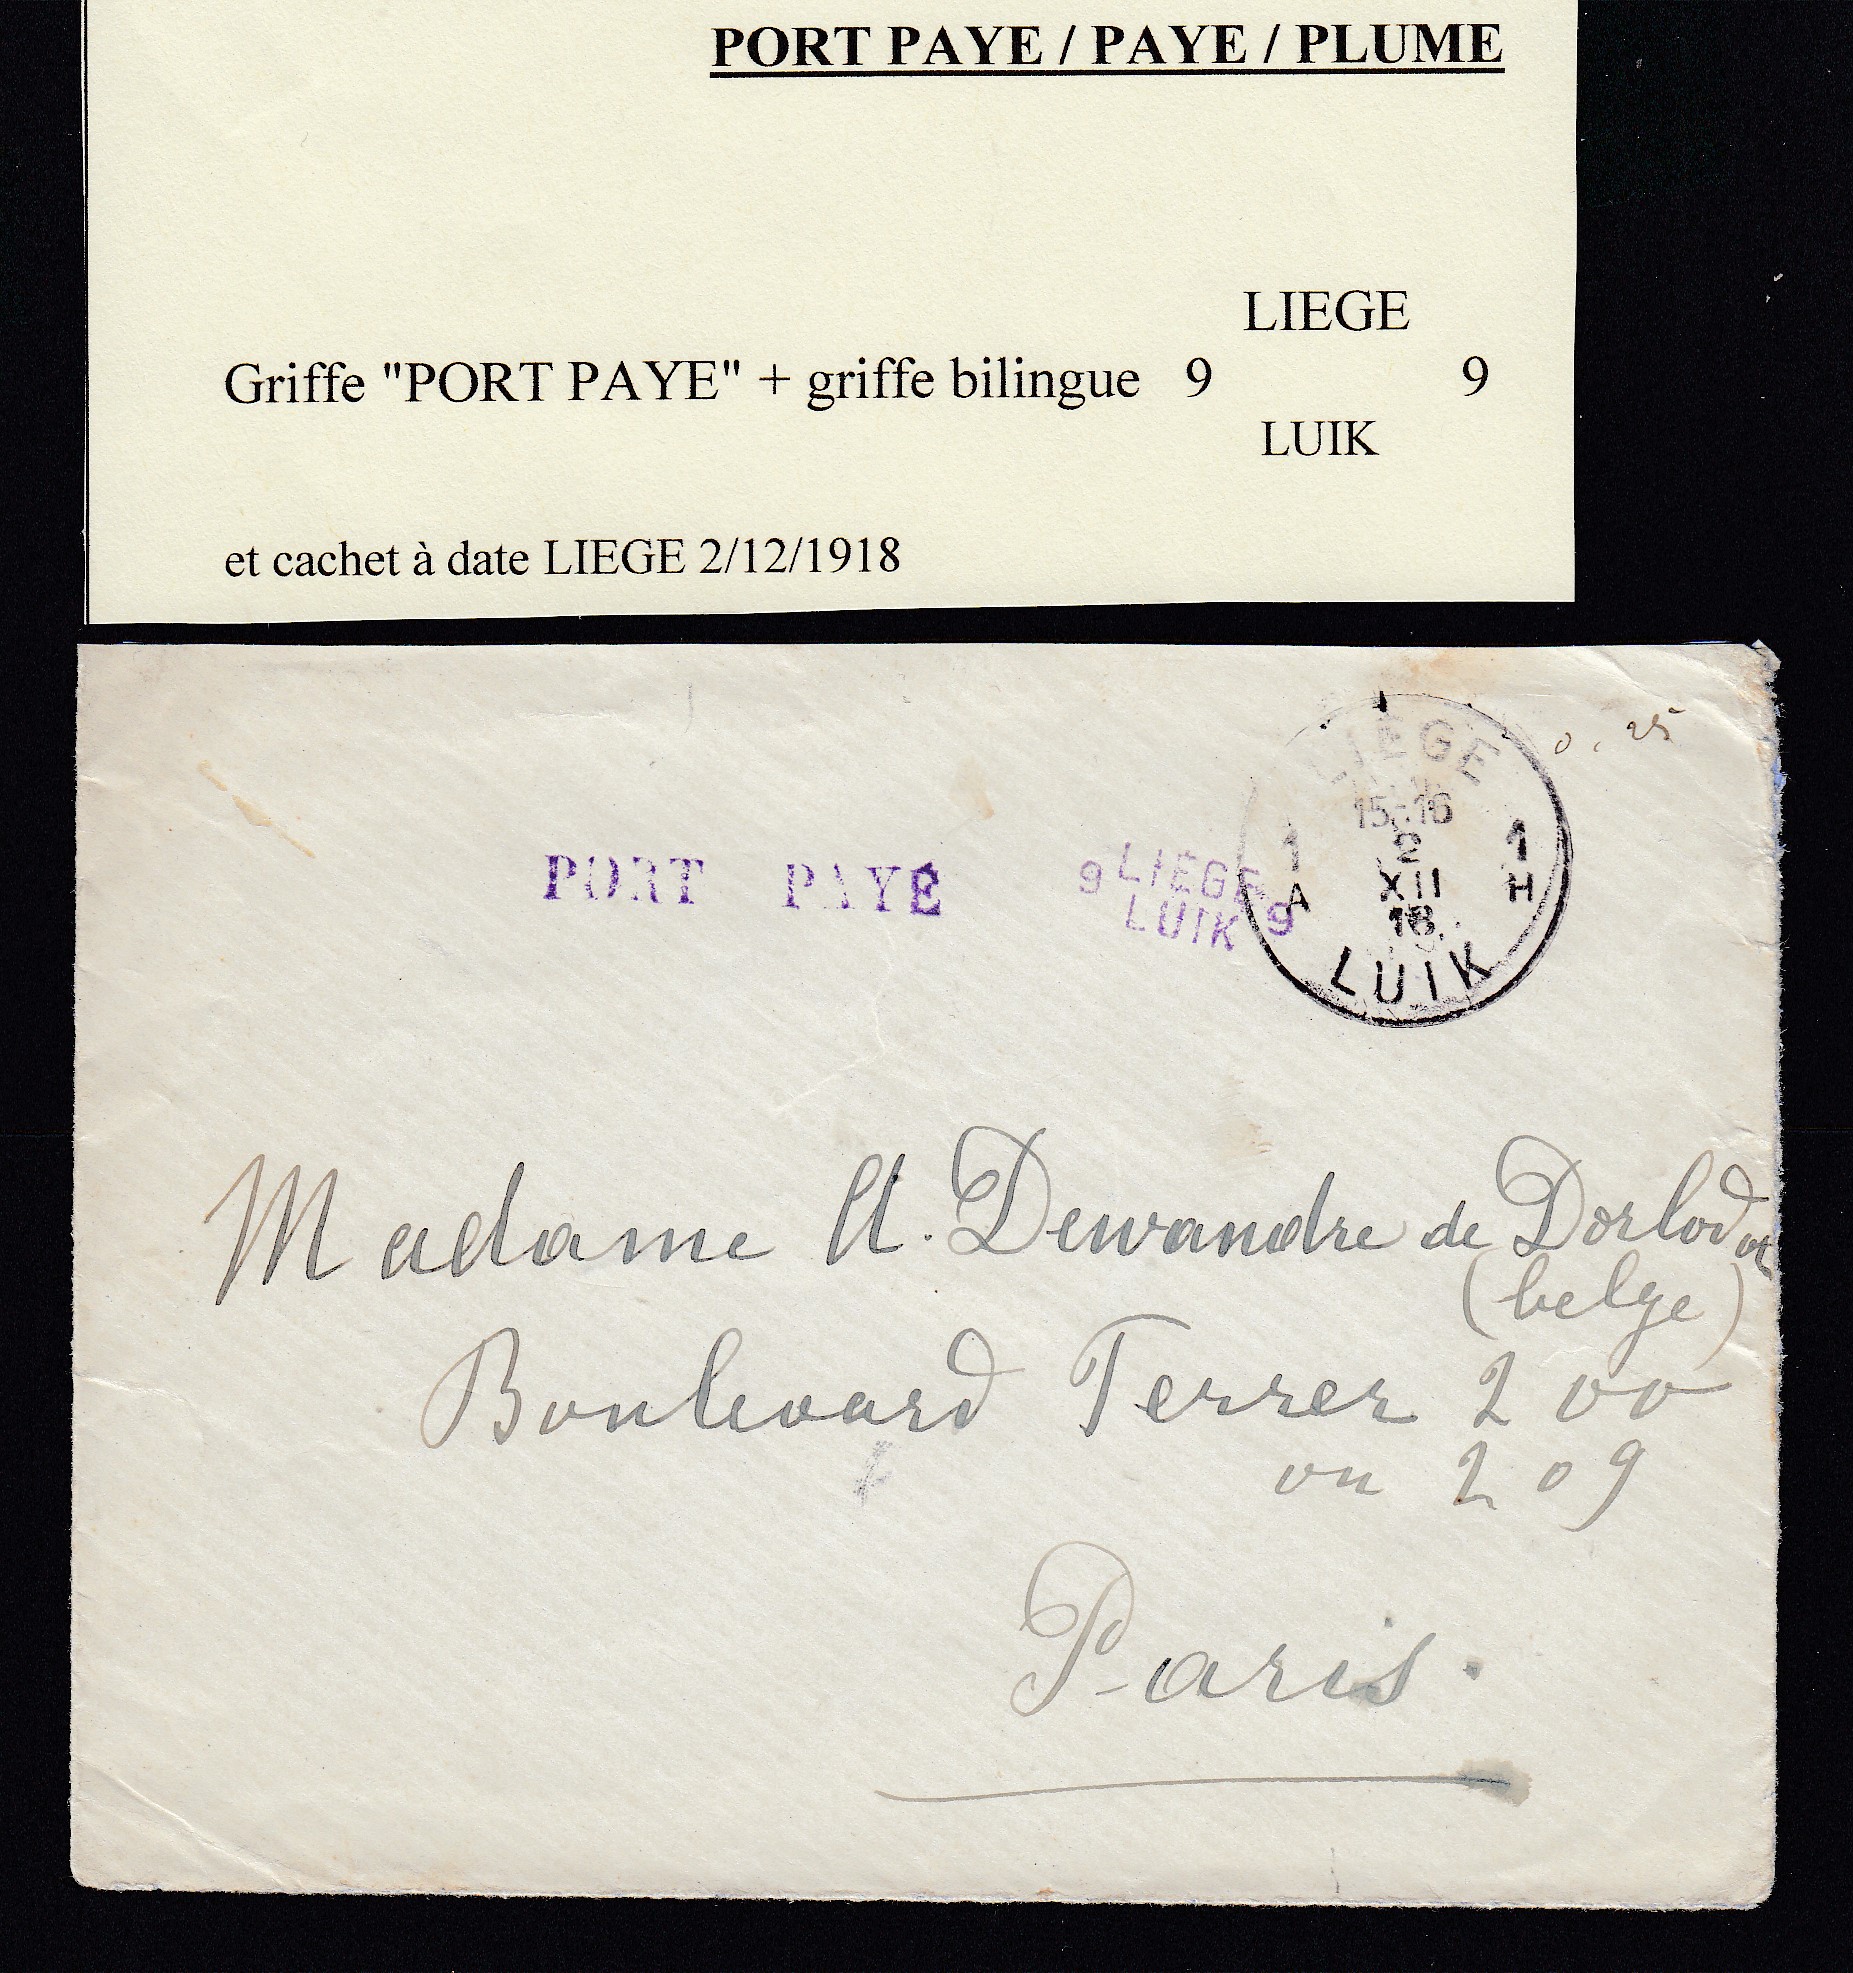 PORT PAYE / PAYE / PLUME
LIEGE
Griffe "PORT PAYE" + griffe bilingue 9 9
LUIK
et cachet à date LIEGE 2/12/1918
LIEGE
0.25
15-16
1 2 1
A XII H
18
LUIK
PORT PAYÉ
9 LIEGE
LUIK 9
Madame A. Dewandre de Dorlodot
(belge)
Boulevard Terrer 200
ou 209
Paris.